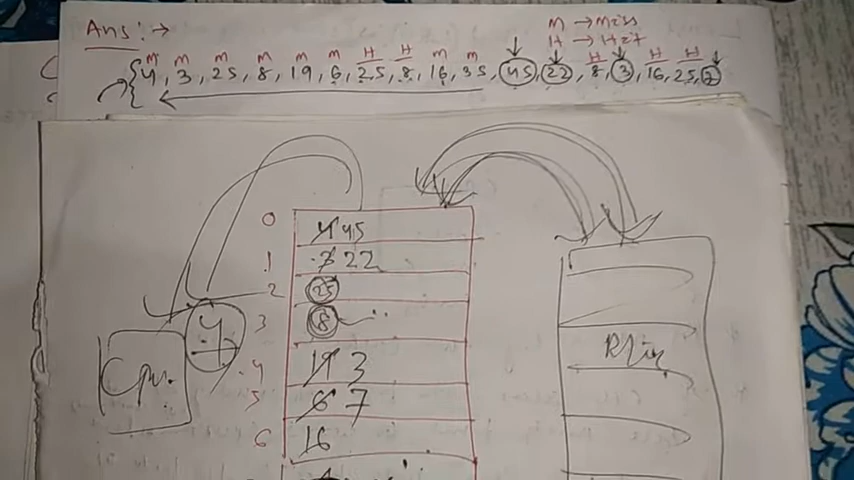 Ans:→
M → Miss
H → Hit
M M M M M M H H M M H H H
{4, 3, 25, 8, 19, 6, 25, 8, 16, 35, 45, 22, 8, 3, 16, 25, 7
0 4 45
1 3 22
2 25
3 8
4 19 3
5 6 7
6 16
4
Cpu.